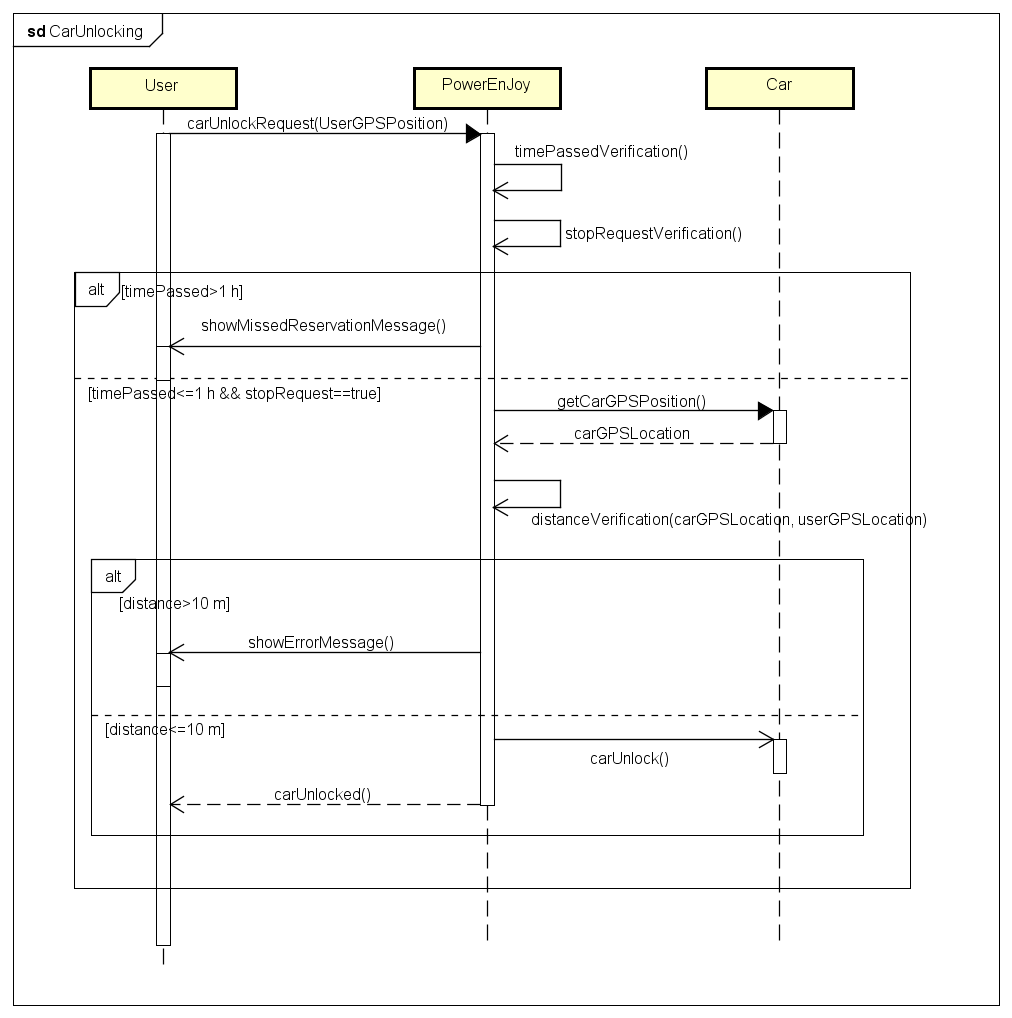 sd CarUnlocking
User
PowerEnJoy
Car
carUnlockRequest(UserGPSPosition)
timePassedVerification()
stopRequestVerification()
alt
[timePassed>1 h]
showMissedReservationMessage()
[timePassed<=1 h && stopRequest==true]
getCarGPSPosition()
carGPSLocation
distanceVerification(carGPSLocation, userGPSLocation)
alt
[distance>10 m]
showErrorMessage()
[distance<=10 m]
carUnlock()
carUnlocked()